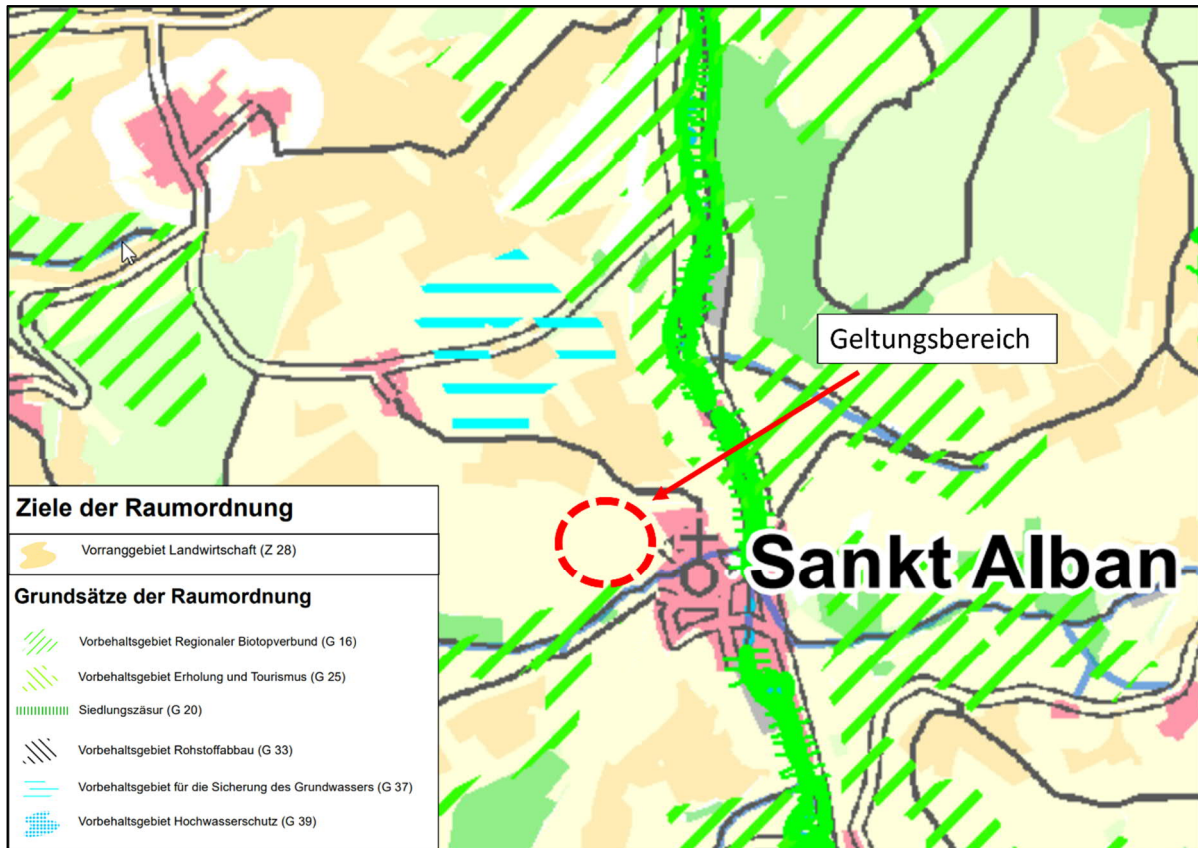 Geltungsbereich
Sankt Alban
Ziele der Raumordnung
Vorranggebiet Landwirtschaft (Z 28)
Grundsätze der Raumordnung
Vorbehaltsgebiet Regionaler Biotopverbund (G 16)
Vorbehaltsgebiet Erholung und Tourismus (G 25)
Siedlungszäsur (G 20)
Vorbehaltsgebiet Rohstoffabbau (G 33)
Vorbehaltsgebiet für die Sicherung des Grundwassers (G 37)
Vorbehaltsgebiet Hochwasserschutz (G 39)